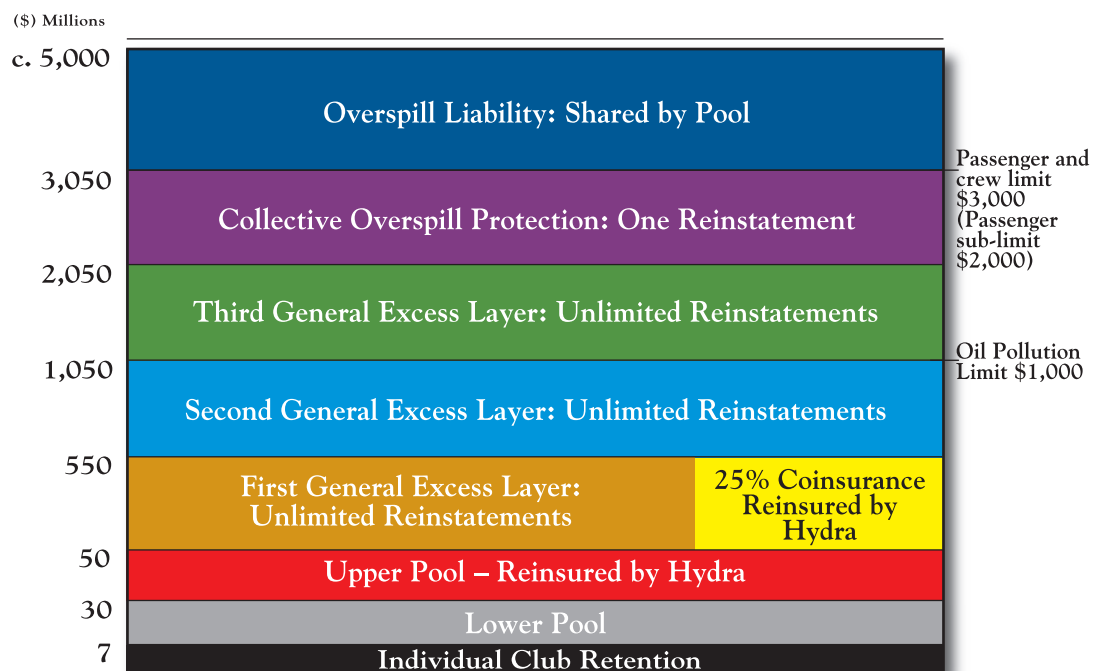 ($) Millions
c. 5,000
Overspill Liability: Shared by Pool
3,050
Passenger and
crew limit
$3,000
(Passenger
sub-limit
$2,000)
Collective Overspill Protection: One Reinstatement
2,050
Third General Excess Layer: Unlimited Reinstatements
Oil Pollution
Limit $1,000
1,050
Second General Excess Layer: Unlimited Reinstatements
550
First General Excess Layer:
Unlimited Reinstatements
25% Coinsurance
Reinsured by
Hydra
50
Upper Pool – Reinsured by Hydra
30
Lower Pool
7
Individual Club Retention